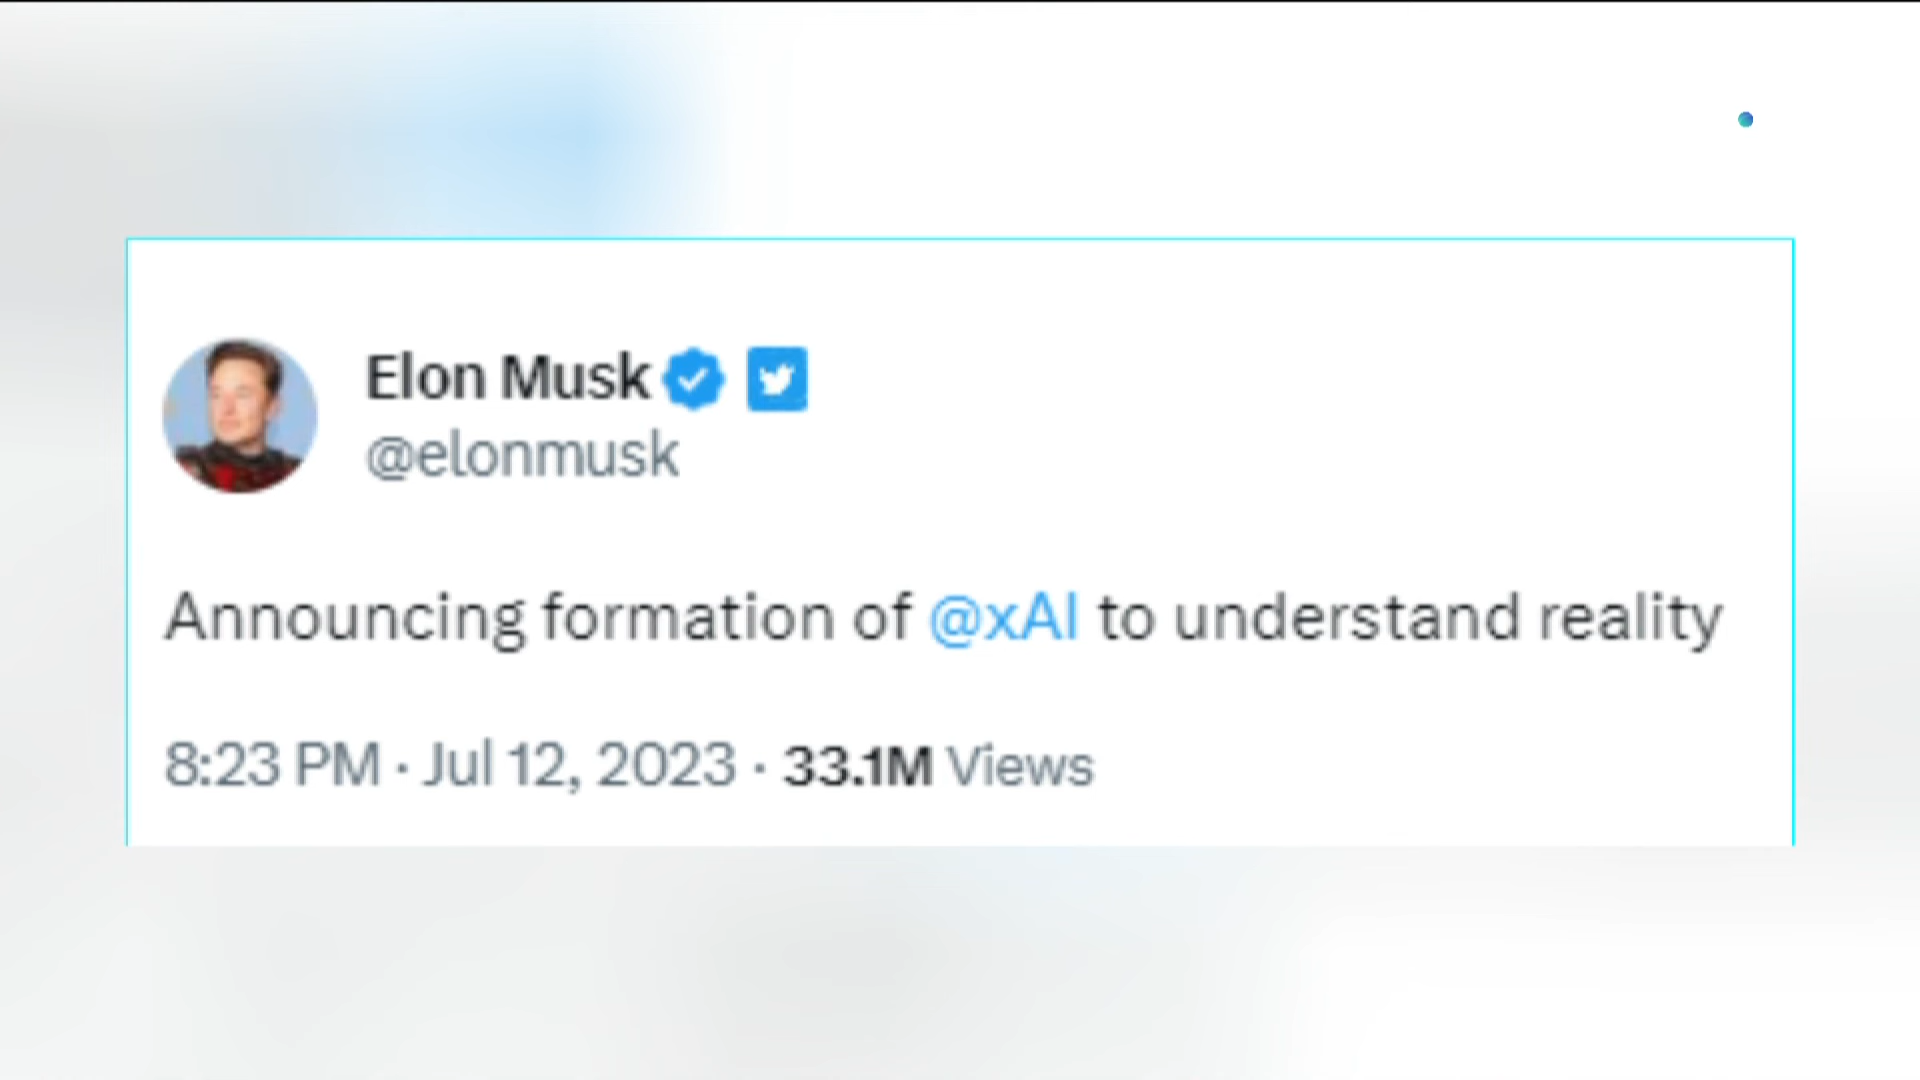 Elon Musk
@elonmusk
Announcing formation of @xAI to understand reality
8:23 PM · Jul 12, 2023 · 33.1M Views